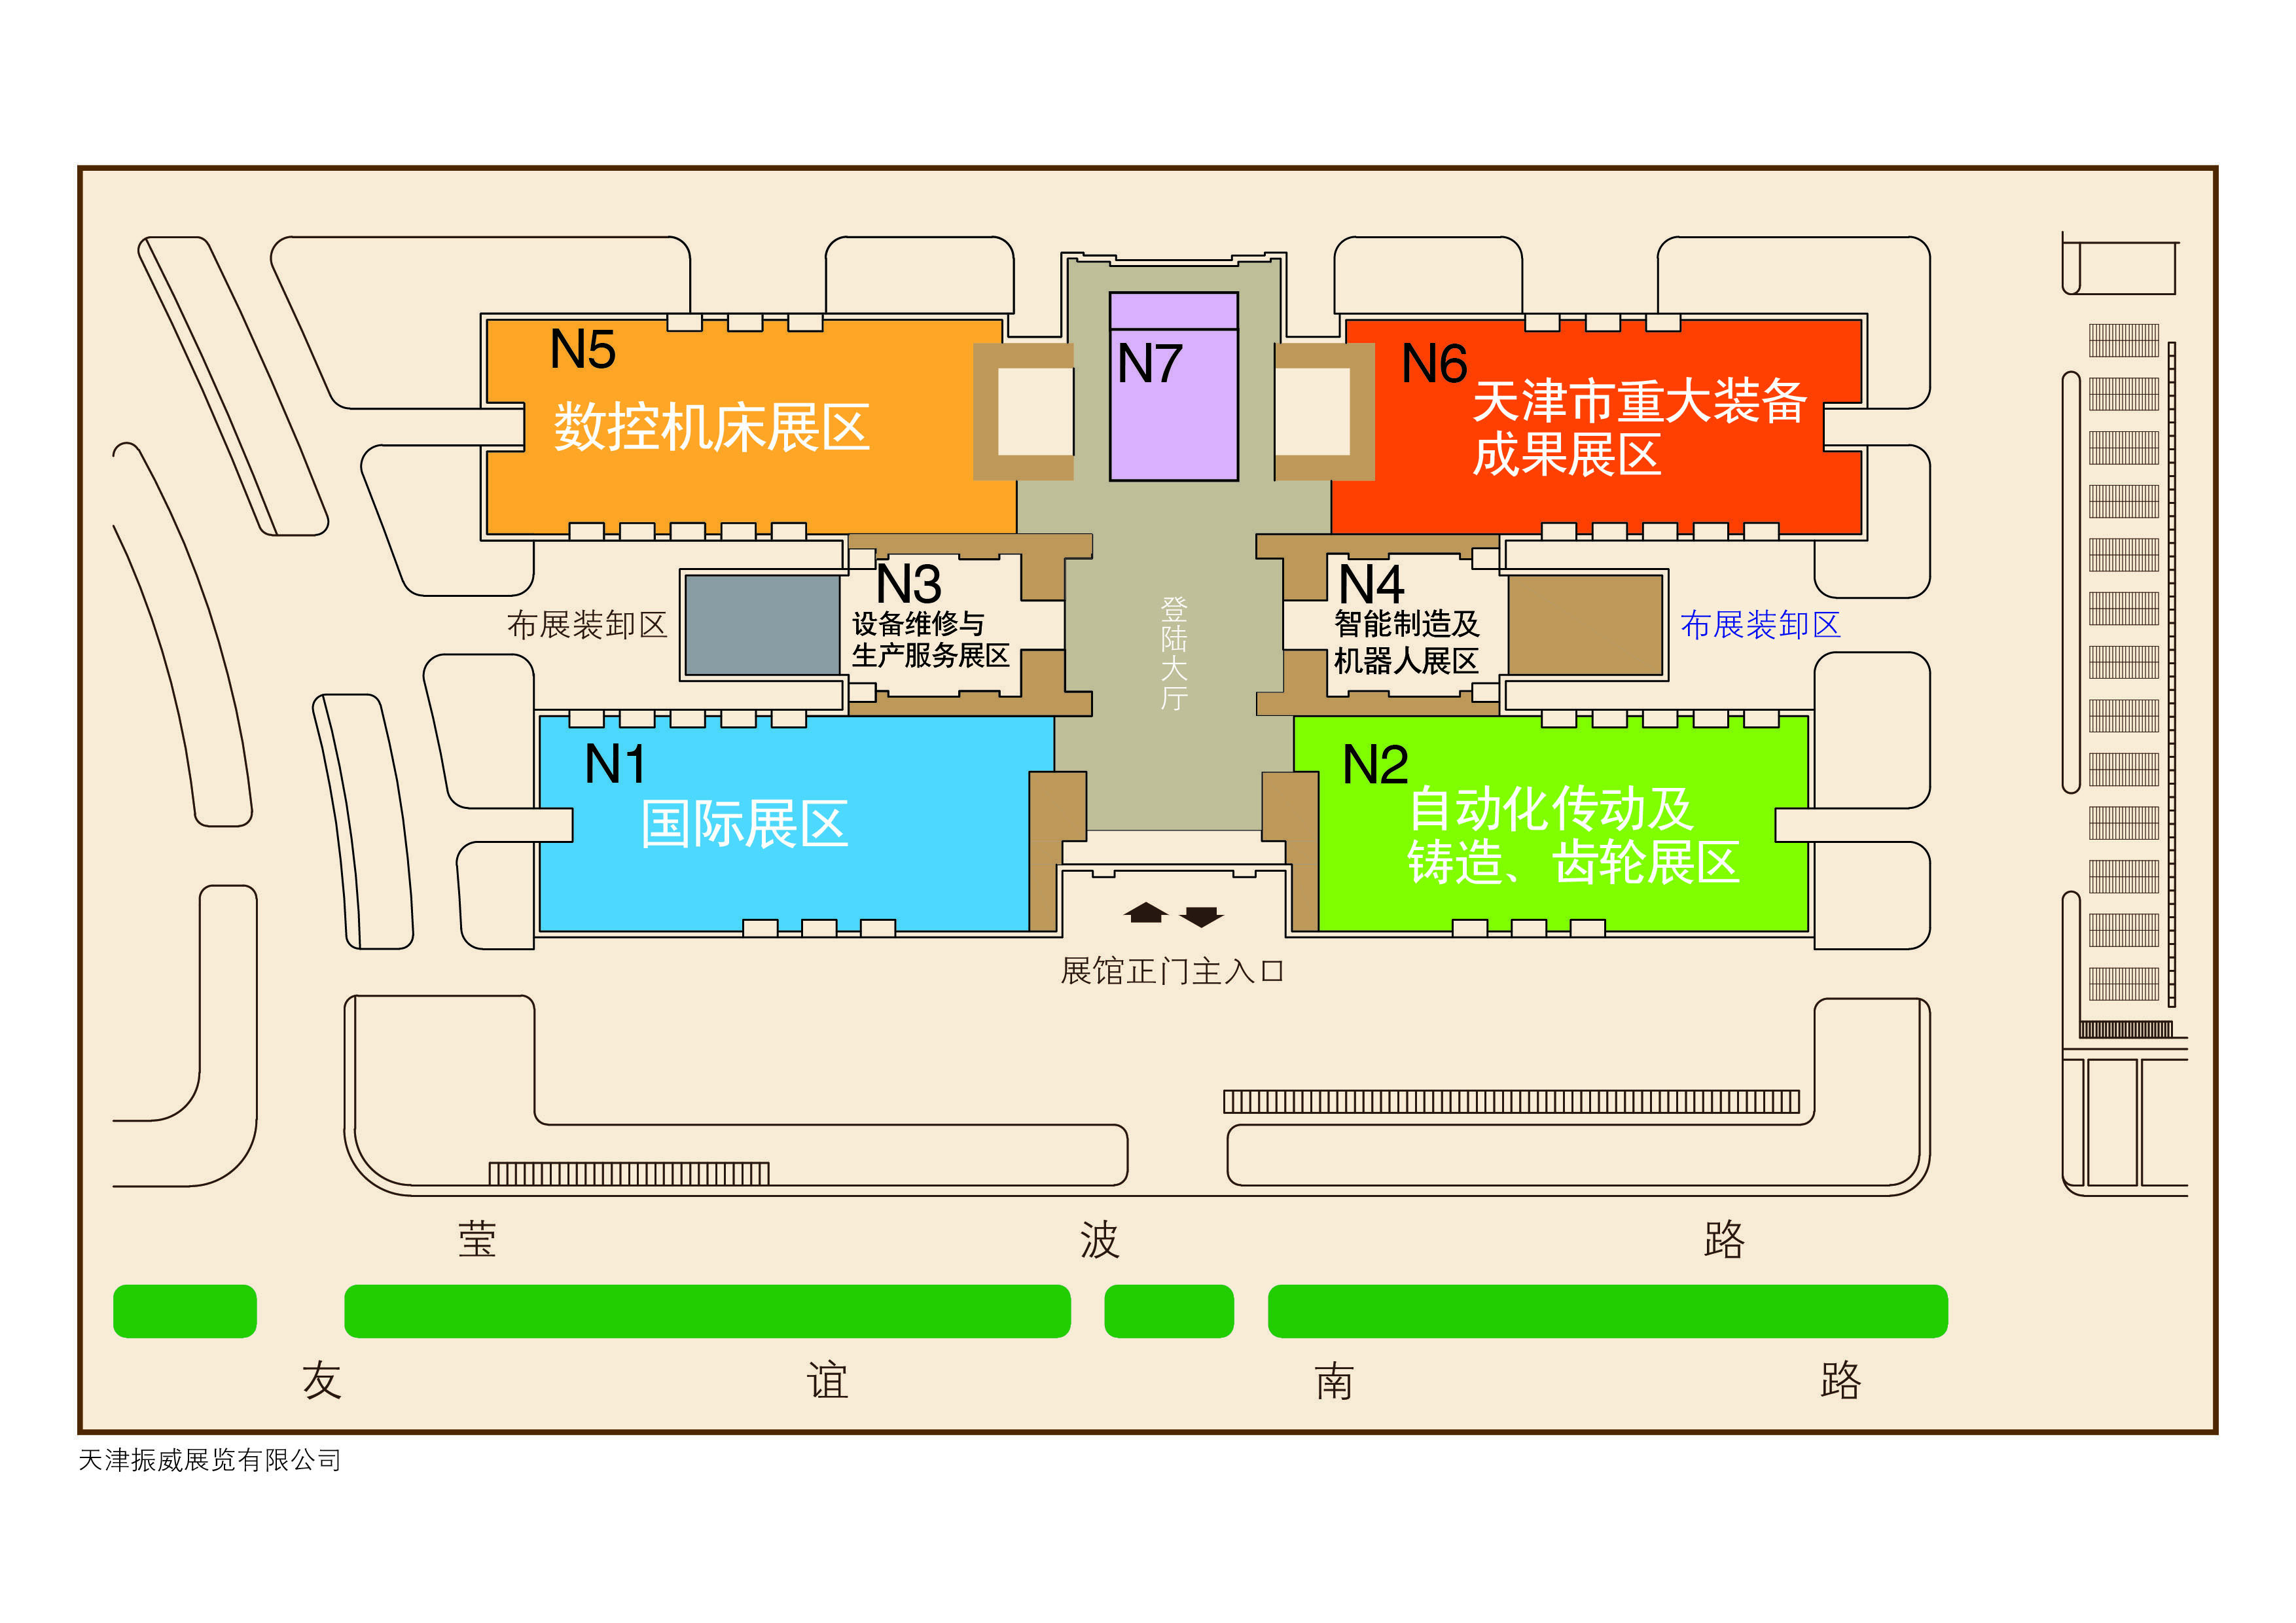 N5
数控机床展区
N7
N6
天津市重大装备
成果展区
N3
设备维修与
生产服务展区
N4
智能制造及
机器人展区
布展装卸区
登陆大厅
布展装卸区
N1
国际展区
N2
自动化传动及
铸造、齿轮展区
展馆正门主入口
莹波路
友谊南路
天津振威展览有限公司